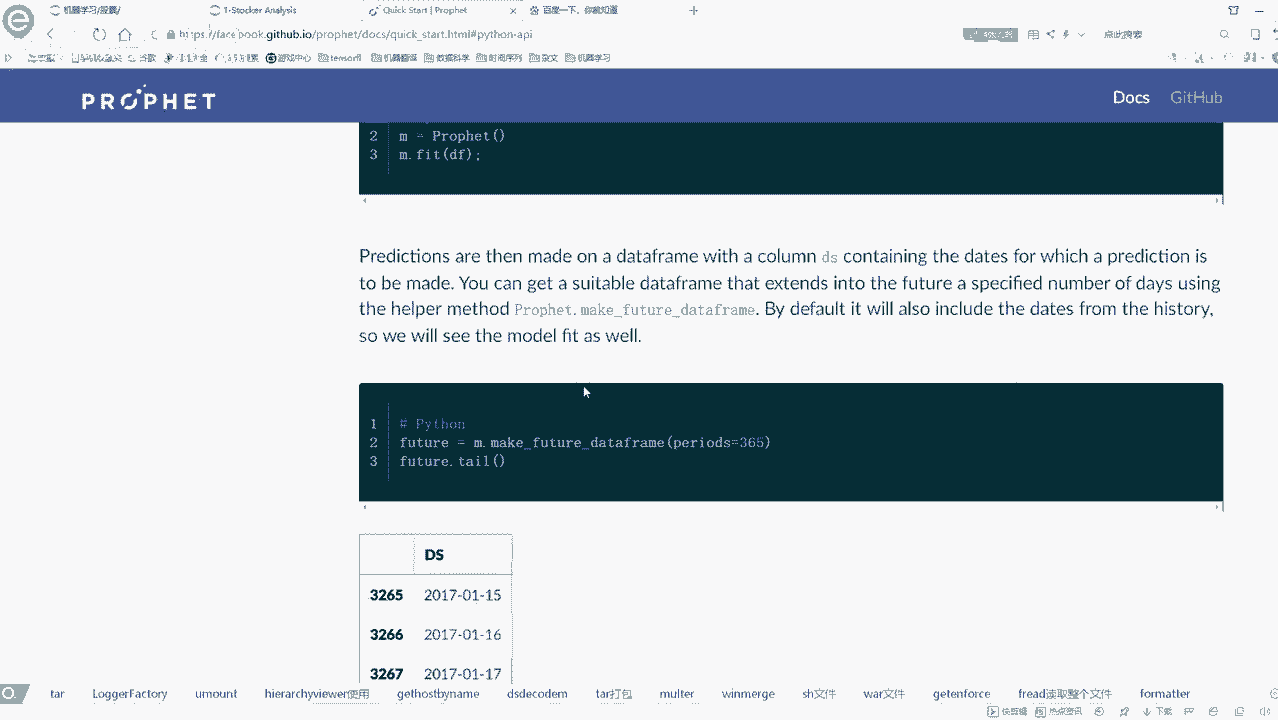 机器学习/股票/
1-Stocker Analysis
Quick Start | Prophet
百度一下，你就知道
https://facebook.github.io/prophet/docs/quick_start.html#python-api
点此搜索
游戏中心
tensorfl
机器翻译
数据科学
时间序列
杂文
机器学习
PROPHET
Docs
GitHub
2 m = Prophet()
3 m.fit(df);
Predictions are then made on a dataframe with a column ds containing the dates for which a prediction is
to be made. You can get a suitable dataframe that extends into the future a specified number of days using
the helper method Prophet.make_future_dataframe. By default it will also include the dates from the history,
so we will see the model fit as well.
1 # Python
2 future = m.make_future_dataframe(periods=365)
3 future.tail()
DS
3265 2017-01-15
3266 2017-01-16
3267 2017-01-17
tar LoggerFactory umount hierarchyviewer使用 gethostbyname dsdecodem tar打包 multer winmerge sh文件 war文件 getenforce fread读取整个文件 formatter
快剪辑 热点资讯 下载